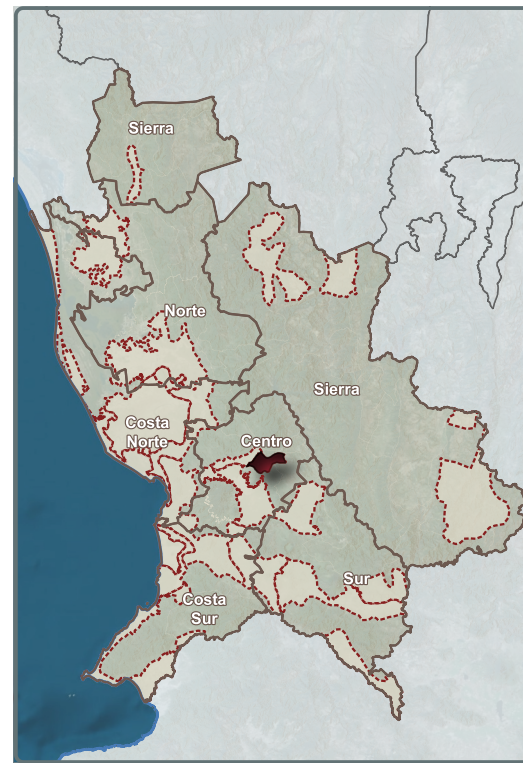 Sierra
Norte
Sierra
Costa
Norte
Centro
Sur
Costa
Sur